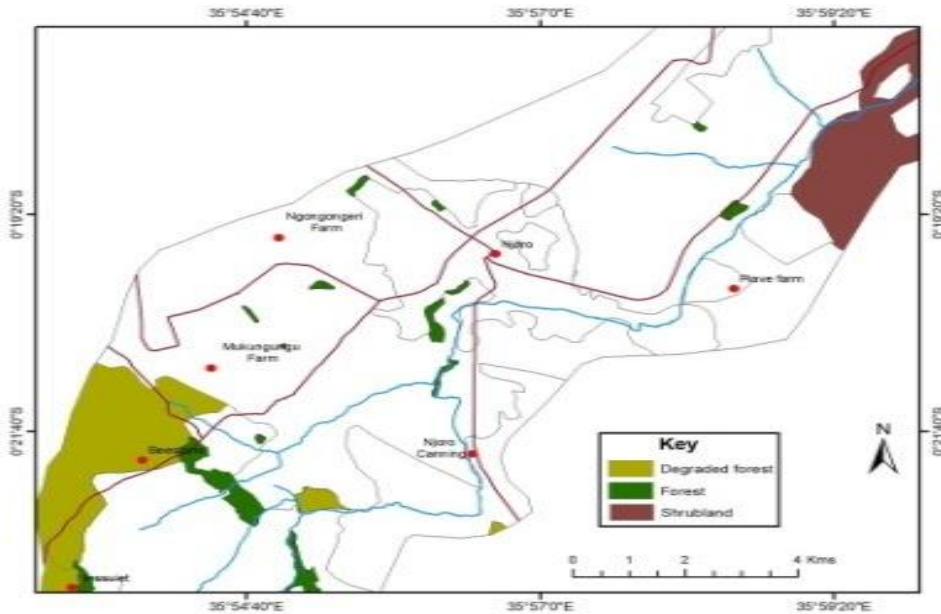 35°54'40"E
35°57'0"E
35°59'20"E
0°19'20"S
0°19'20"S
Ngongongeri
Farm
Njoro
Piave farm
Mukungungu
Farm
0°21'40"S
0°21'40"S
Njoro
Canning
N
Key
Degraded forest
Forest
Shrubland
0 1 2 4 Kms
35°54'40"E
35°57'0"E
35°59'20"E